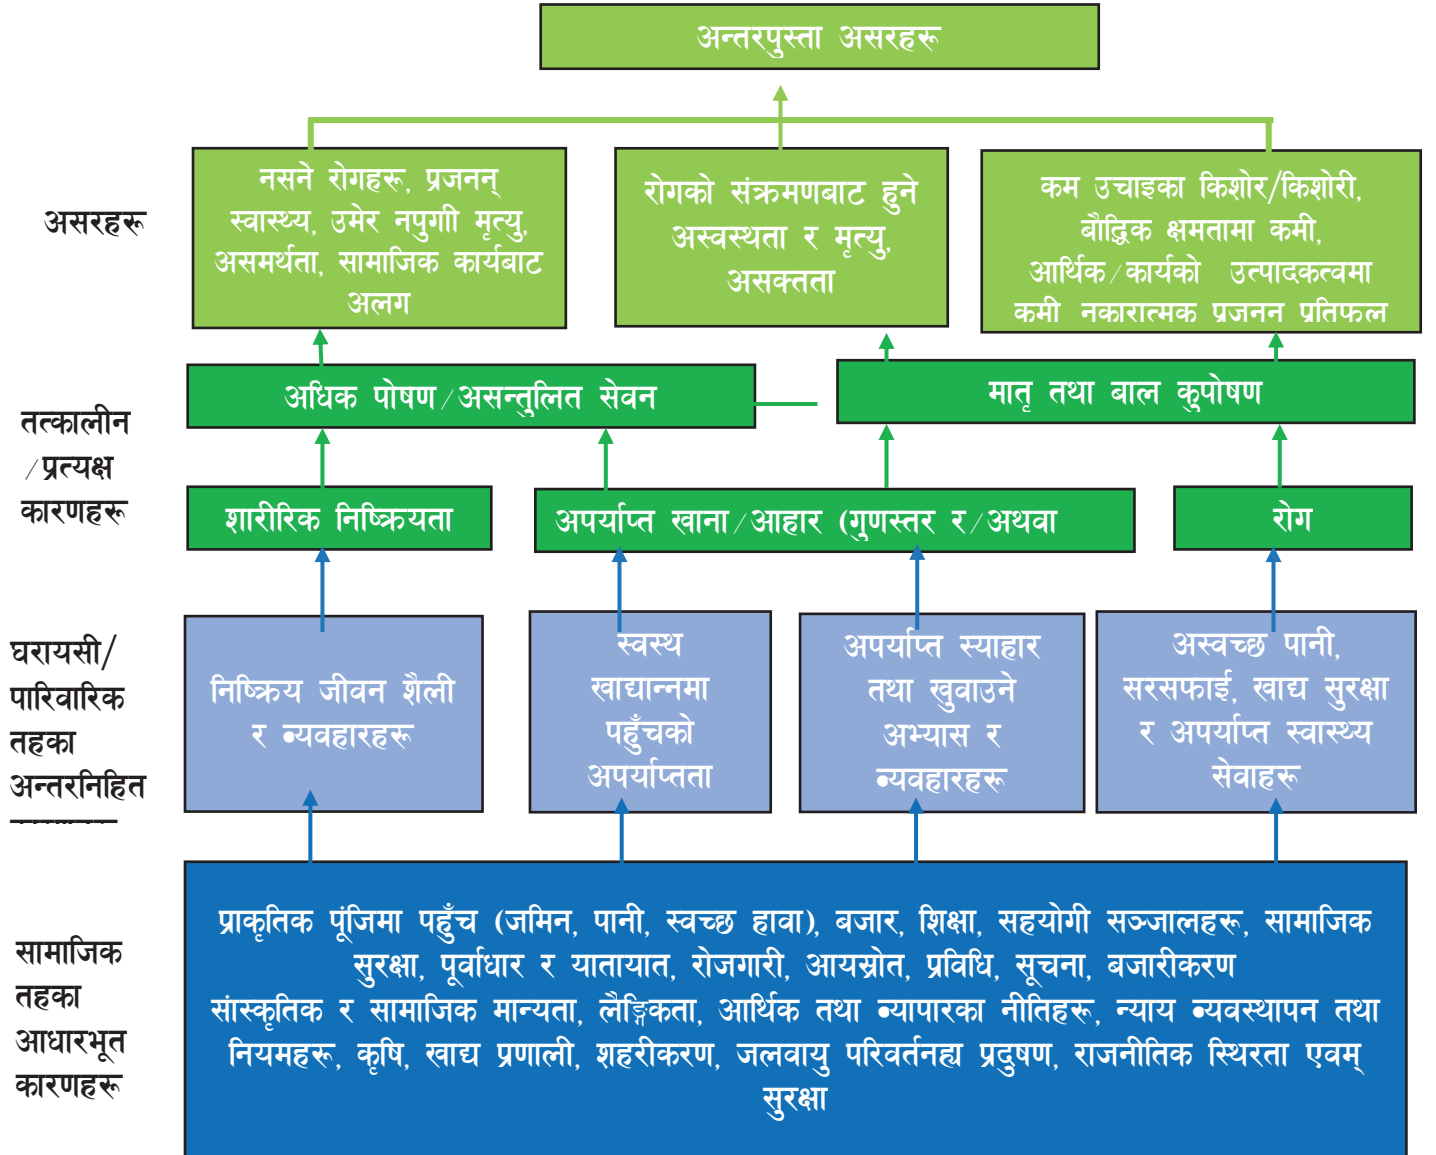 अन्तरपुस्ता असरहरू
असरहरू
नसर्ने रोगहरू, प्रजनन्
स्वास्थ्य, उमेर नपुगी मृत्यु,
असमर्थता, सामाजिक कार्यबाट
अलग
रोगको संक्रमणबाट हुने
अस्वस्थता र मृत्यु,
असक्तता
कम उचाइका किशोर/किशोरी,
बौद्धिक क्षमतामा कमी,
आर्थिक/कार्यको उत्पादकत्वमा
कमी नकारात्मक प्रजनन प्रतिफल
तत्कालीन
/प्रत्यक्ष
कारणहरू
अधिक पोषण/असन्तुलित सेवन
मातृ तथा बाल कुपोषण
शारीरिक निष्क्रियता
अपर्याप्त खाना/आहार (गुणस्तर र/अथवा
रोग
घरायसी/
पारिवारिक
तहका
अन्तरनिहित
निष्क्रिय जीवन शैली
र व्यवहारहरू
स्वस्थ
खाद्यान्नमा
पहुँचको
अपर्याप्तता
अपर्याप्त स्याहार
तथा खुवाउने
अभ्यास र
व्यवहारहरू
अस्वच्छ पानी,
सरसफाई, खाद्य सुरक्षा
र अपर्याप्त स्वास्थ्य
सेवाहरू
सामाजिक
तहका
आधारभूत
कारणहरू
प्राकृतिक पूंजिमा पहुँच (जमिन, पानी, स्वच्छ हावा), बजार, शिक्षा, सहयोगी सञ्जालहरू, सामाजिक
सुरक्षा, पूर्वाधार र यातायात, रोजगारी, आयस्रोत, प्रविधि, सूचना, बजारीकरण
सांस्कृतिक र सामाजिक मान्यता, लैङ्गिकता, आर्थिक तथा व्यापारका नीतिहरू, न्याय व्यवस्थापन तथा
नियमहरू, कृषि, खाद्य प्रणाली, शहरीकरण, जलवायु परिवर्तनह्य प्रदुषण, राजनीतिक स्थिरता एवम्
सुरक्षा